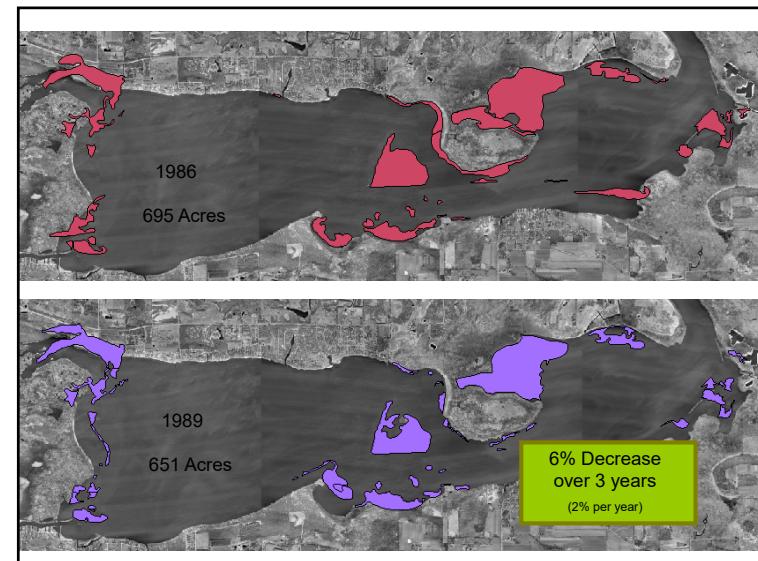 1986
695 Acres
1989
651 Acres
6% Decrease
over 3 years
(2% per year)